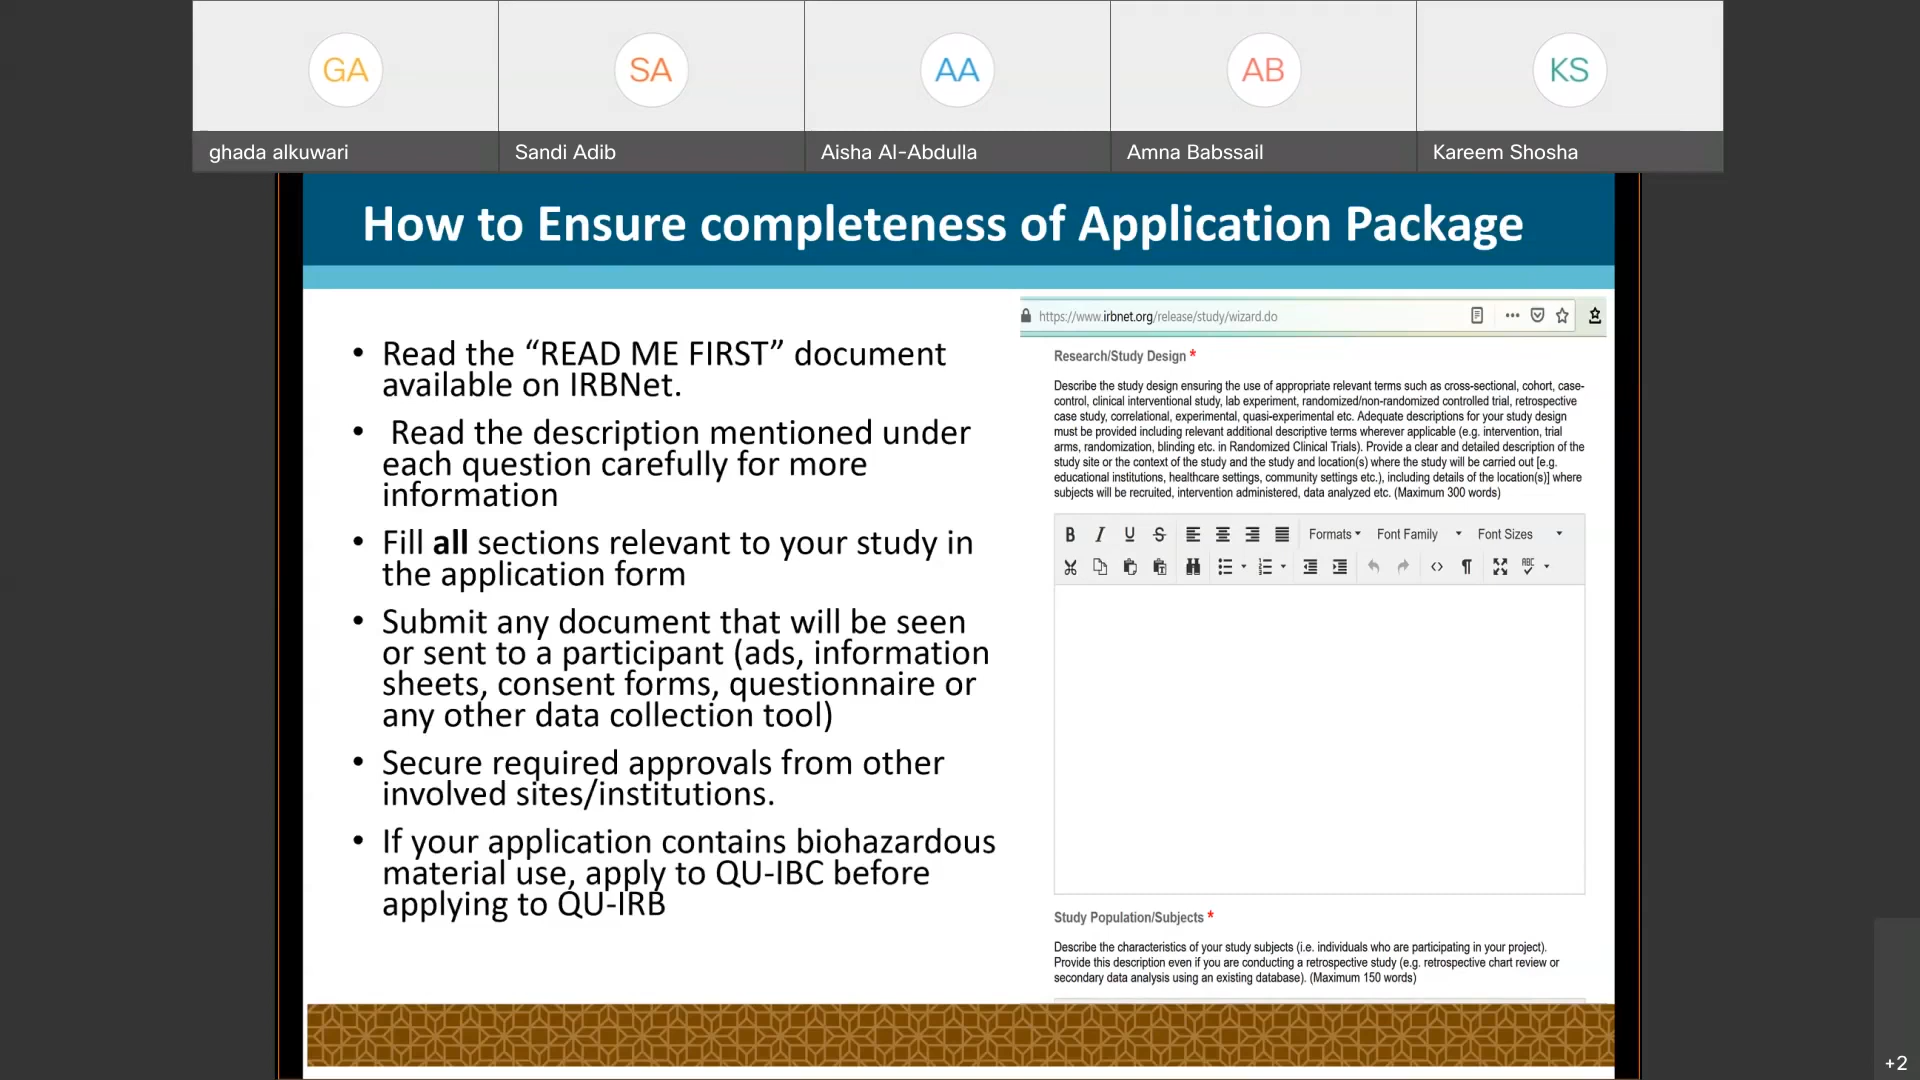 GA
SA
AA
AB
KS
ghada alkuwari
Sandi Adib
Aisha Al-Abdulla
Amna Babssail
Kareem Shosha
How to Ensure completeness of Application Package
• Read the “READ ME FIRST” document
available on IRBNet.
• Read the description mentioned under
each question carefully for more
information
• Fill all sections relevant to your study in
the application form
• Submit any document that will be seen
or sent to a participant (ads, information
sheets, consent forms, questionnaire or
any other data collection tool)
• Secure required approvals from other
involved sites/institutions.
• If your application contains biohazardous
material use, apply to QU-IBC before
applying to QU-IRB
https://www.irbnet.org/release/study/wizard.do
Research/Study Design *
Describe the study design ensuring the use of appropriate relevant terms such as cross-sectional, cohort, case-
control, clinical interventional study, lab experiment, randomized/non-randomized controlled trial, retrospective
case study, correlational, experimental, quasi-experimental etc. Adequate descriptions for your study design
must be provided including relevant additional descriptive terms wherever applicable (e.g. intervention, trial
arms, randomization, blinding etc. in Randomized Clinical Trials). Provide a clear and detailed description of the
study site or the context of the study and the study and location(s) where the study will be carried out [e.g.
educational institutions, healthcare settings, community settings etc.), including details of the location(s)] where
subjects will be recruited, intervention administered, data analyzed etc. (Maximum 300 words)
B I U S Formats Font Family Font Sizes
ABC
Study Population/Subjects *
Describe the characteristics of your study subjects (i.e. individuals who are participating in your project).
Provide this description even if you are conducting a retrospective study (e.g. retrospective chart review or
secondary data analysis using an existing database). (Maximum 150 words)
+2